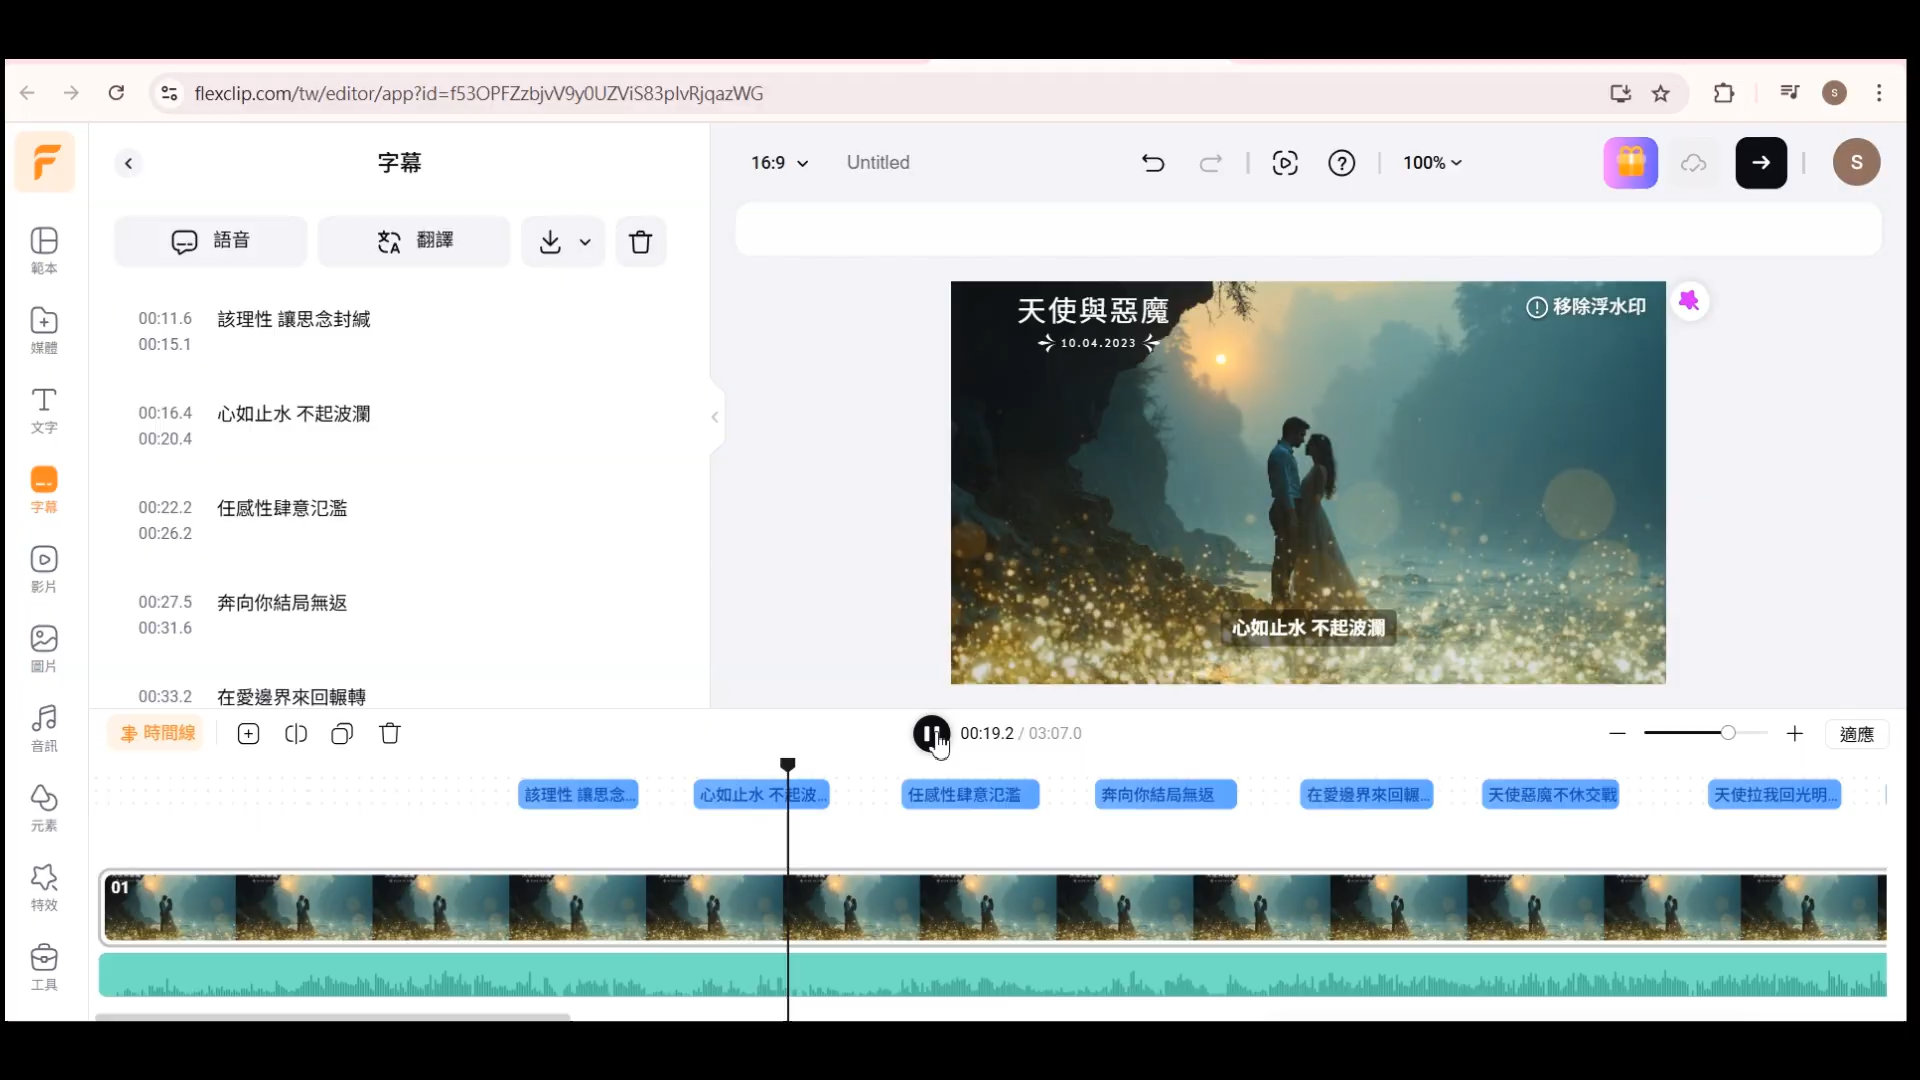 flexclip.com/tw/editor/app?id=f53OPFZzbjvV9y0UZViS83plvRjqazWG
S
字幕
16:9
Untitled
100%
S
範本
媒體
文字
字幕
影片
圖片
音訊
元素
特效
工具
語音
翻譯
00:11.6
00:15.1
該理性 讓思念封緘
00:16.4
00:20.4
心如止水 不起波瀾
00:22.2
00:26.2
任感性肆意氾濫
00:27.5
00:31.6
奔向你結局無返
00:33.2
在愛邊界來回輾轉
天使與惡魔
10.04.2023
移除浮水印
心如止水 不起波瀾
時間線
00:19.2 / 03:07.0
適應
該理性 讓思念...
心如止水 不起波...
任感性肆意氾濫
奔向你結局無返
在愛邊界來回輾...
天使惡魔不休交戰
天使拉我回光明...
01